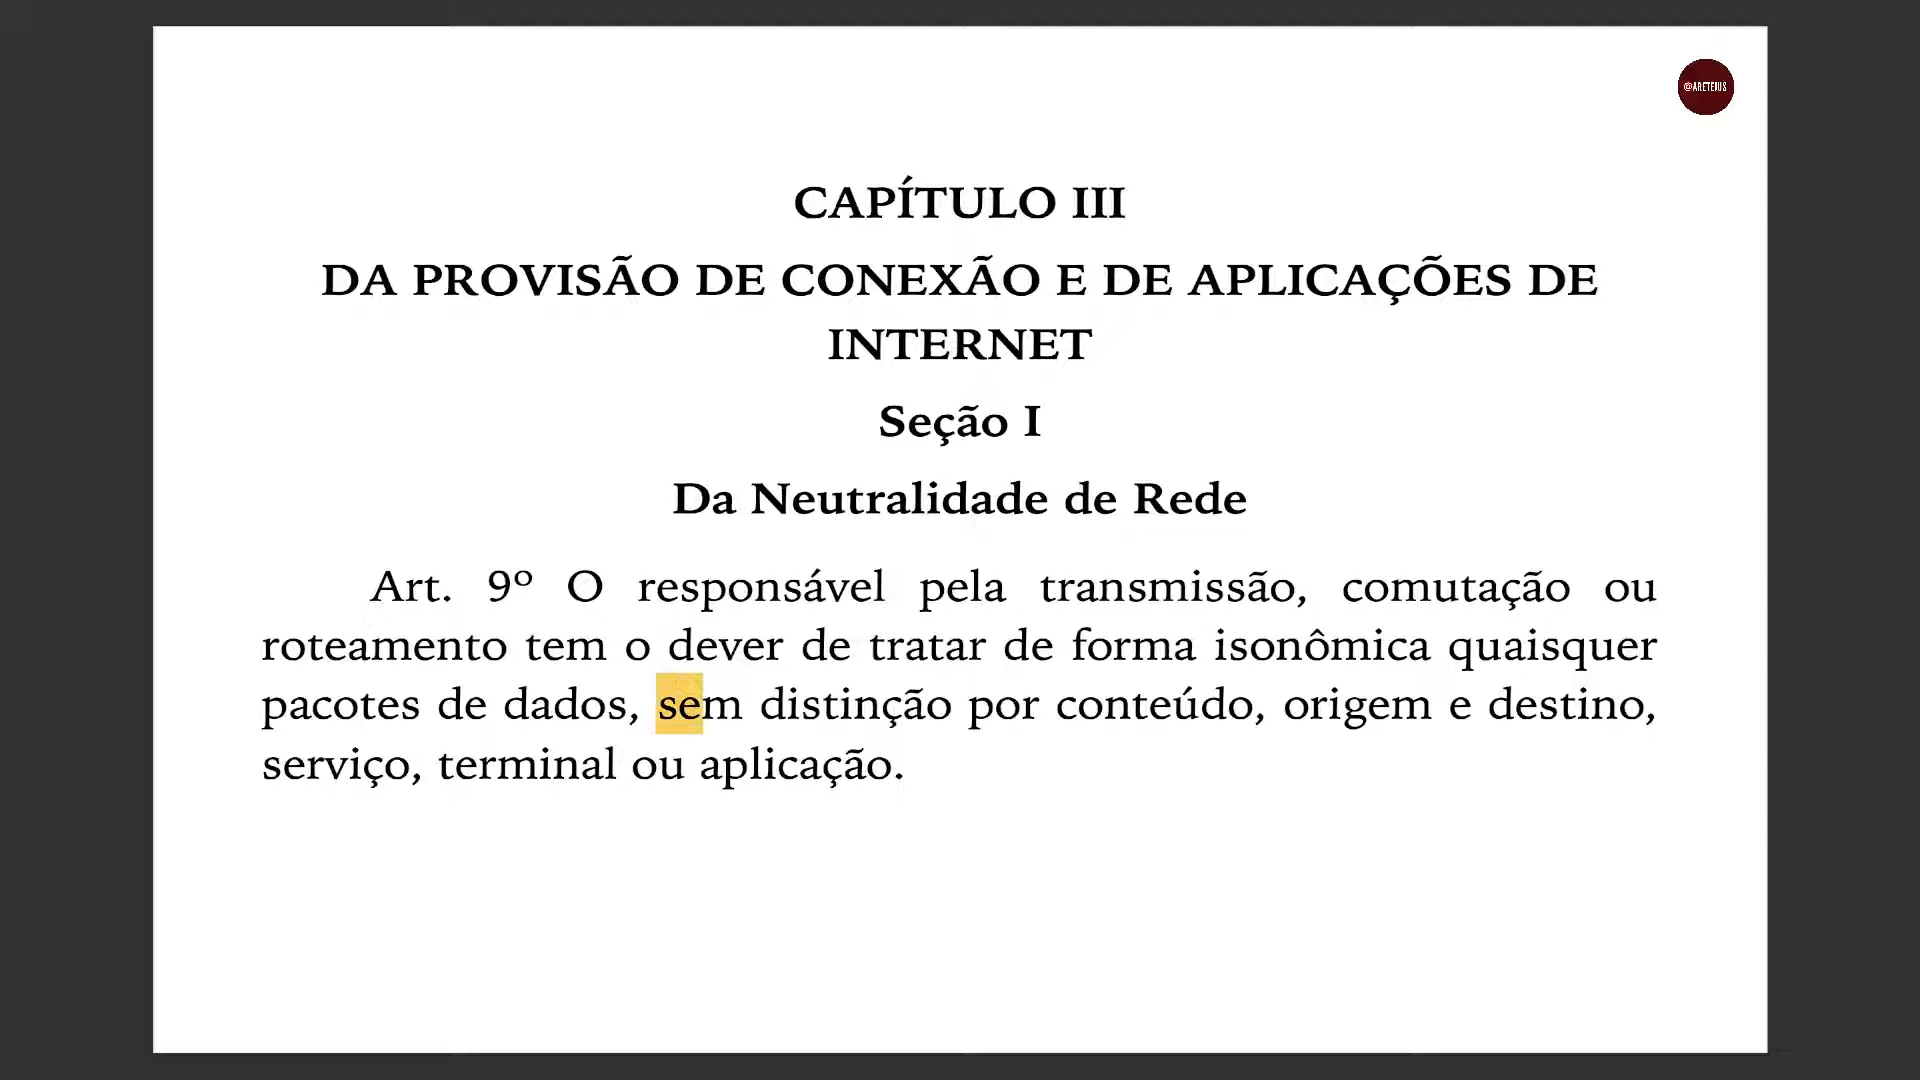 @ARETEJUS
CAPÍTULO III
DA PROVISÃO DE CONEXÃO E DE APLICAÇÕES DE
INTERNET
Seção I
Da Neutralidade de Rede
Art. 9º O responsável pela transmissão, comutação ou
roteamento tem o dever de tratar de forma isonômica quaisquer
pacotes de dados, sem distinção por conteúdo, origem e destino,
serviço, terminal ou aplicação.